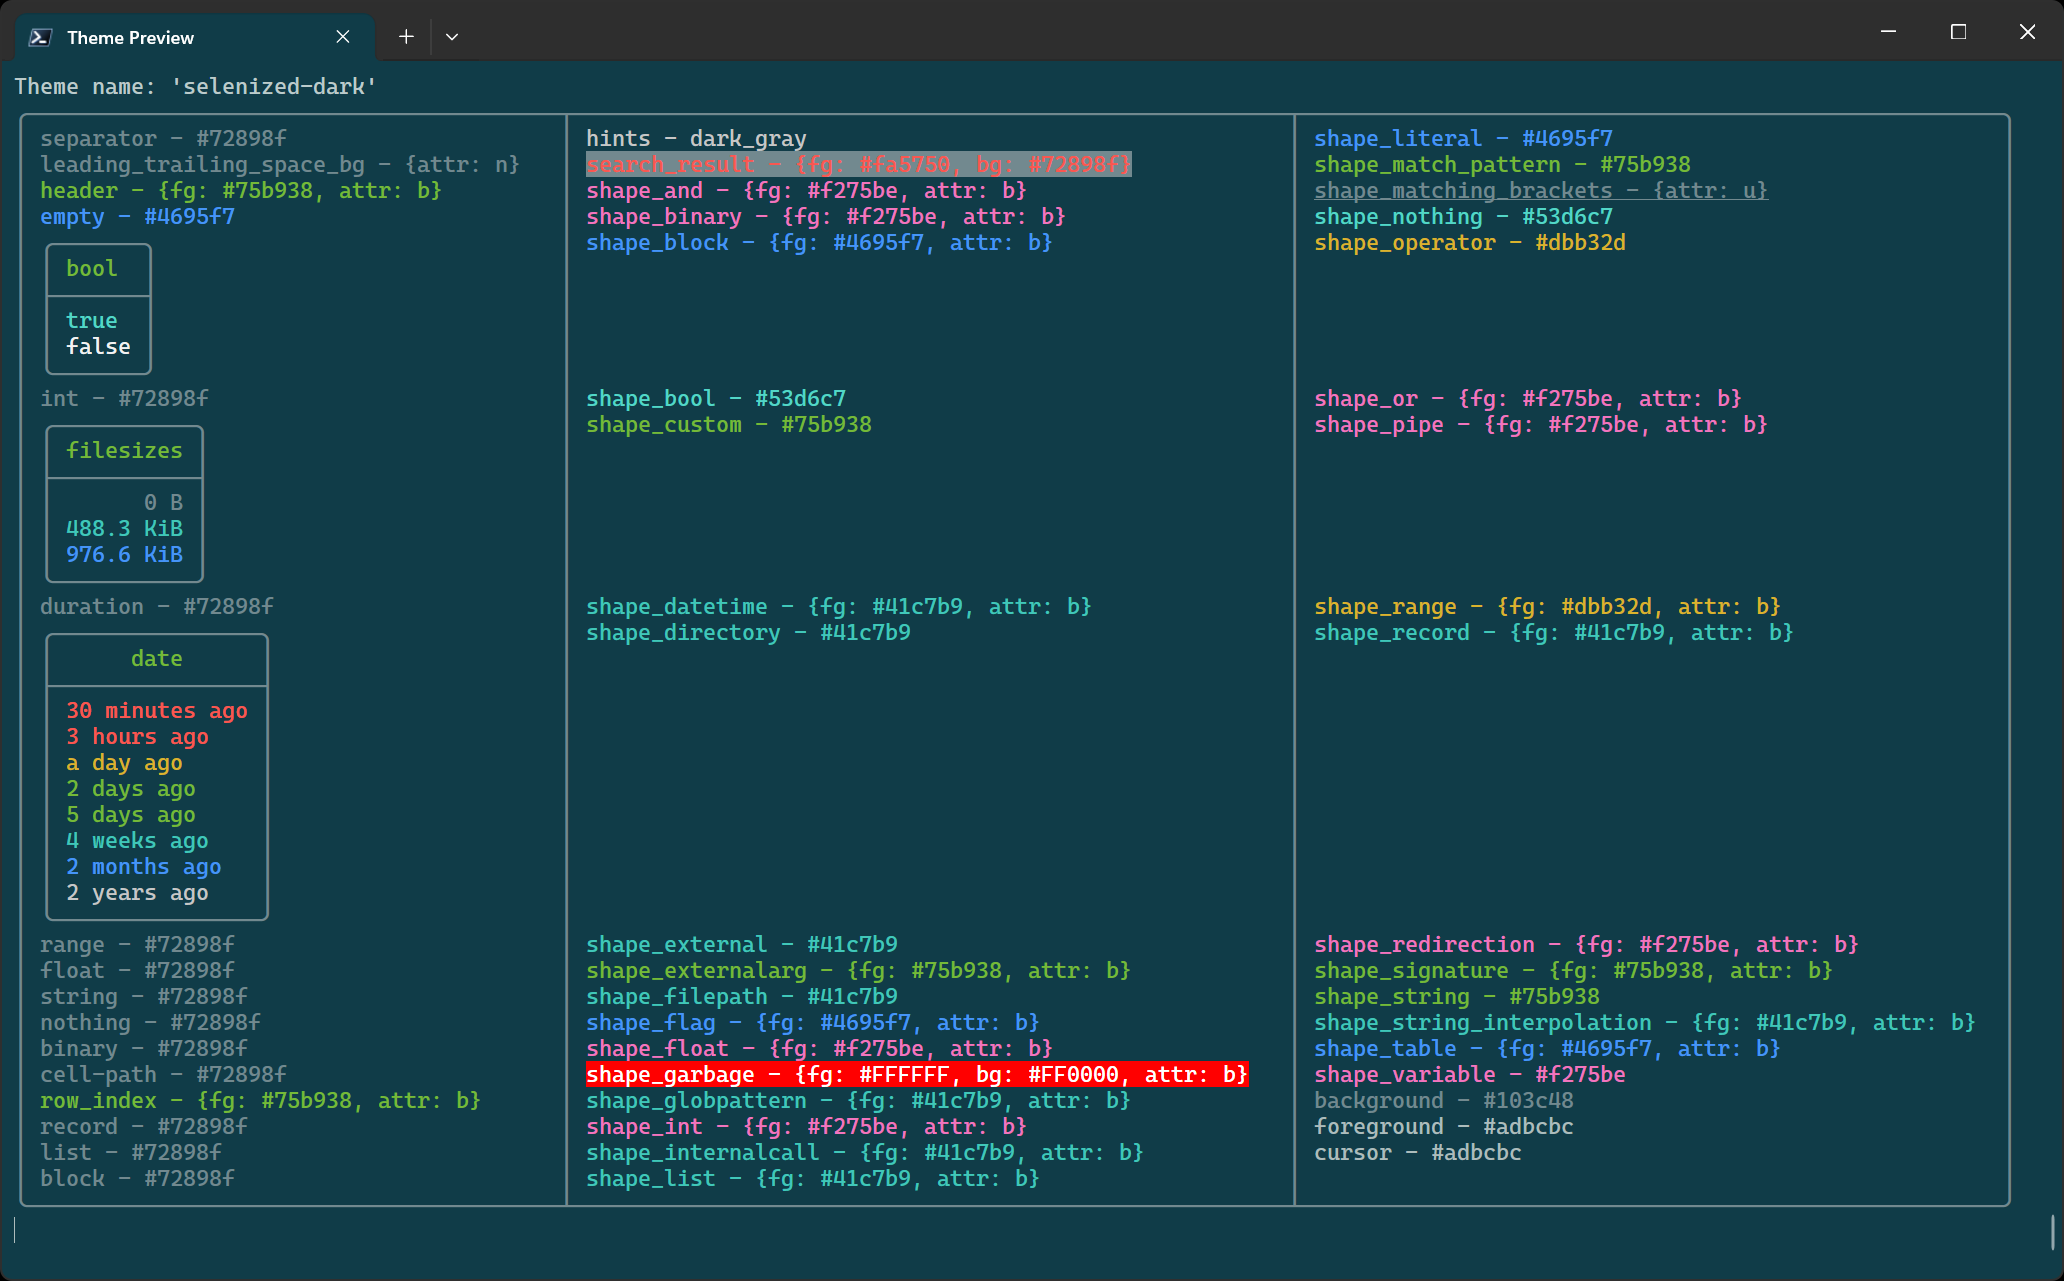 Theme Preview
Theme name: 'selenized-dark'
separator - #72898f
leading_trailing_space_bg - {attr: n}
header - {fg: #75b938, attr: b}
empty - #4695f7
bool
true
false
int - #72898f
filesizes
0 B
488.3 KiB
976.6 KiB
duration - #72898f
date
30 minutes ago
3 hours ago
a day ago
2 days ago
5 days ago
4 weeks ago
2 months ago
2 years ago
range - #72898f
float - #72898f
string - #72898f
nothing - #72898f
binary - #72898f
cell-path - #72898f
row_index - {fg: #75b938, attr: b}
record - #72898f
list - #72898f
block - #72898f
hints - dark_gray
search_result - {fg: #fa5750, bg: #72898f}
shape_and - {fg: #f275be, attr: b}
shape_binary - {fg: #f275be, attr: b}
shape_block - {fg: #4695f7, attr: b}
shape_bool - #53d6c7
shape_custom - #75b938
shape_datetime - {fg: #41c7b9, attr: b}
shape_directory - #41c7b9
shape_external - #41c7b9
shape_externalarg - {fg: #75b938, attr: b}
shape_filepath - #41c7b9
shape_flag - {fg: #4695f7, attr: b}
shape_float - {fg: #f275be, attr: b}
shape_garbage - {fg: #FFFFFF, bg: #FF0000, attr: b}
shape_globpattern - {fg: #41c7b9, attr: b}
shape_int - {fg: #f275be, attr: b}
shape_internalcall - {fg: #41c7b9, attr: b}
shape_list - {fg: #41c7b9, attr: b}
shape_literal - #4695f7
shape_match_pattern - #75b938
shape_matching_brackets - {attr: u}
shape_nothing - #53d6c7
shape_operator - #dbb32d
shape_or - {fg: #f275be, attr: b}
shape_pipe - {fg: #f275be, attr: b}
shape_range - {fg: #dbb32d, attr: b}
shape_record - {fg: #41c7b9, attr: b}
shape_redirection - {fg: #f275be, attr: b}
shape_signature - {fg: #75b938, attr: b}
shape_string - #75b938
shape_string_interpolation - {fg: #41c7b9, attr: b}
shape_table - {fg: #4695f7, attr: b}
shape_variable - #f275be
background - #103c48
foreground - #adbcbc
cursor - #adbcbc